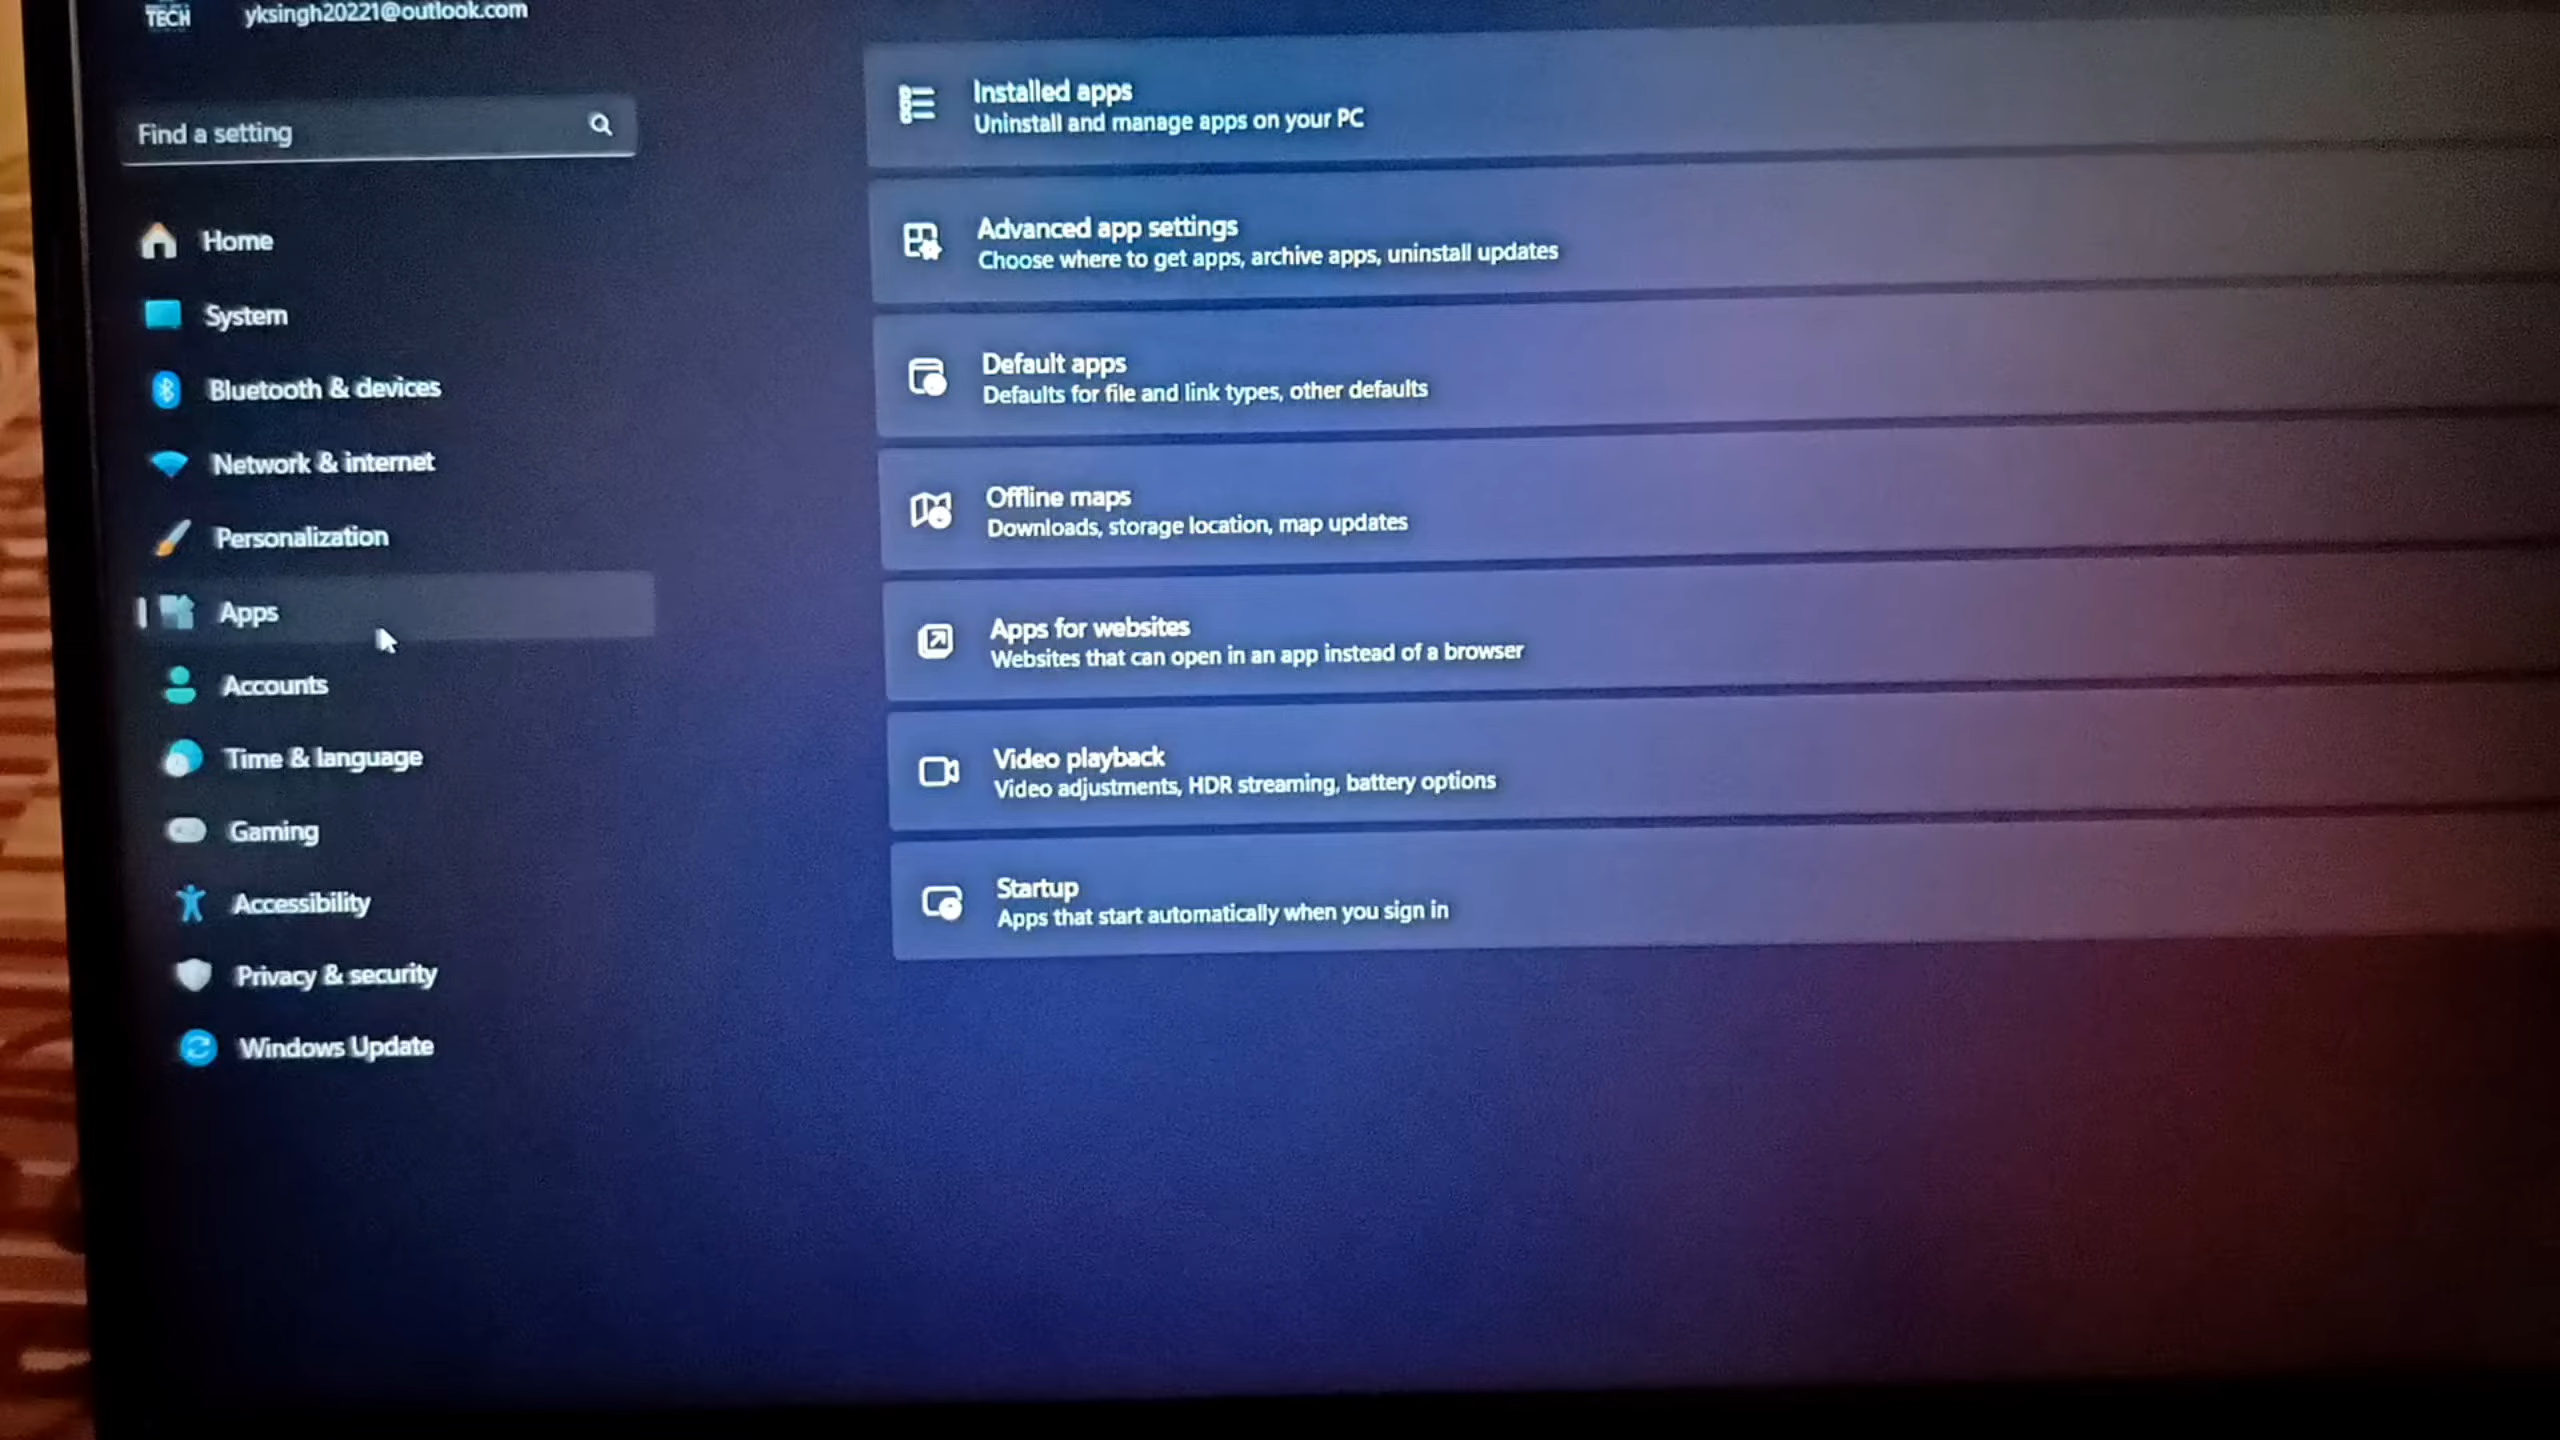 TECH
yksingh20221@outlook.com
Find a setting
Home
System
Bluetooth & devices
Network & internet
Personalization
Apps
Accounts
Time & language
Gaming
Accessibility
Privacy & security
Windows Update
Installed apps
Uninstall and manage apps on your PC
Advanced app settings
Choose where to get apps, archive apps, uninstall updates
Default apps
Defaults for file and link types, other defaults
Offline maps
Downloads, storage location, map updates
Apps for websites
Websites that can open in an app instead of a browser
Video playback
Video adjustments, HDR streaming, battery options
Startup
Apps that start automatically when you sign in